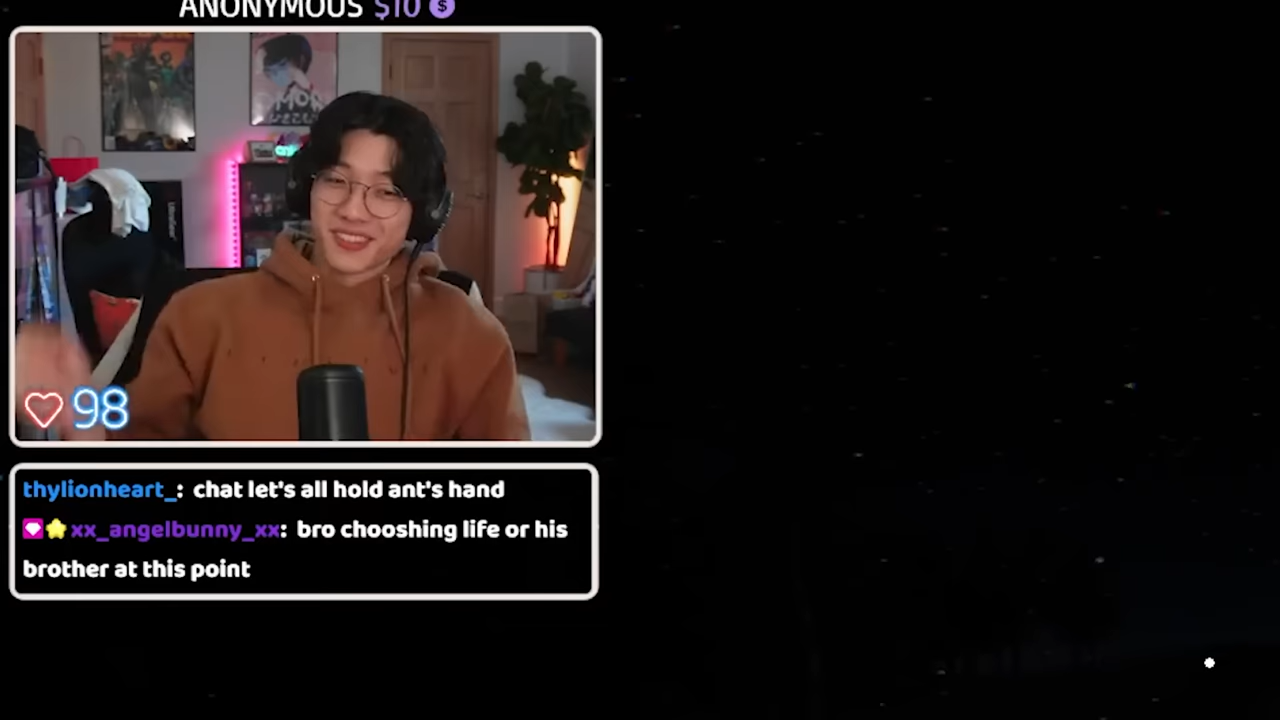 ANONYMOUS $10
OMORI
98
thylionheart_: chat let's all hold ant's hand
xx_angelbunny_xx: bro chooshing life or his
brother at this point